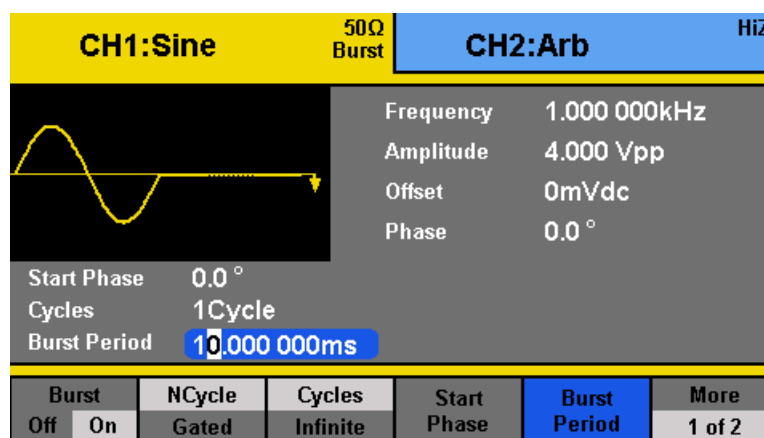 CH1:Sine
50Ω
Burst
CH2:Arb
HiZ
Frequency 1.000 000kHz
Amplitude 4.000 Vpp
Offset 0mVdc
Phase 0.0 °
Start Phase 0.0 °
Cycles 1Cycle
Burst Period 10.000 000ms
Burst
Off On
NCycle
Gated
Cycles
Infinite
Start
Phase
Burst
Period
More
1 of 2